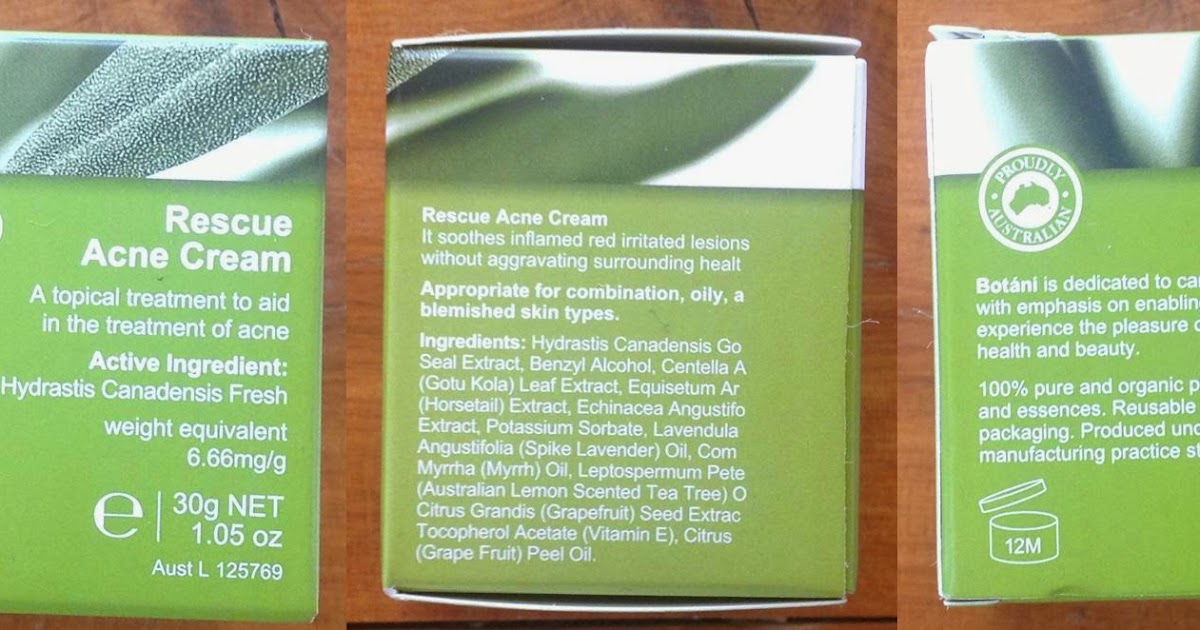 Rescue
Acne Cream
A topical treatment to aid
in the treatment of acne
Active Ingredient:
Hydrastis Canadensis Fresh
weight equivalent
6.66mg/g
e
30g NET
1.05 oz
Aust L 125769
Rescue Acne Cream
It soothes inflamed red irritated lesions
without aggravating surrounding healt
Appropriate for combination, oily, a
blemished skin types.
Ingredients: Hydrastis Canadensis Go
Seal Extract, Benzyl Alcohol, Centella A
(Gotu Kola) Leaf Extract, Equisetum Ar
(Horsetail) Extract, Echinacea Angustifo
Extract, Potassium Sorbate, Lavendula
Angustifolia (Spike Lavender) Oil, Com
Myrrha (Myrrh) Oil, Leptospermum Pete
(Australian Lemon Scented Tea Tree) O
Citrus Grandis (Grapefruit) Seed Extrac
Tocopherol Acetate (Vitamin E), Citrus
(Grape Fruit) Peel Oil.
PROUDLY
AUSTRALIAN
Botáni is dedicated to ca
with emphasis on enabling
experience the pleasure o
health and beauty.
100% pure and organic p
and essences. Reusable
packaging. Produced und
manufacturing practice st
12M